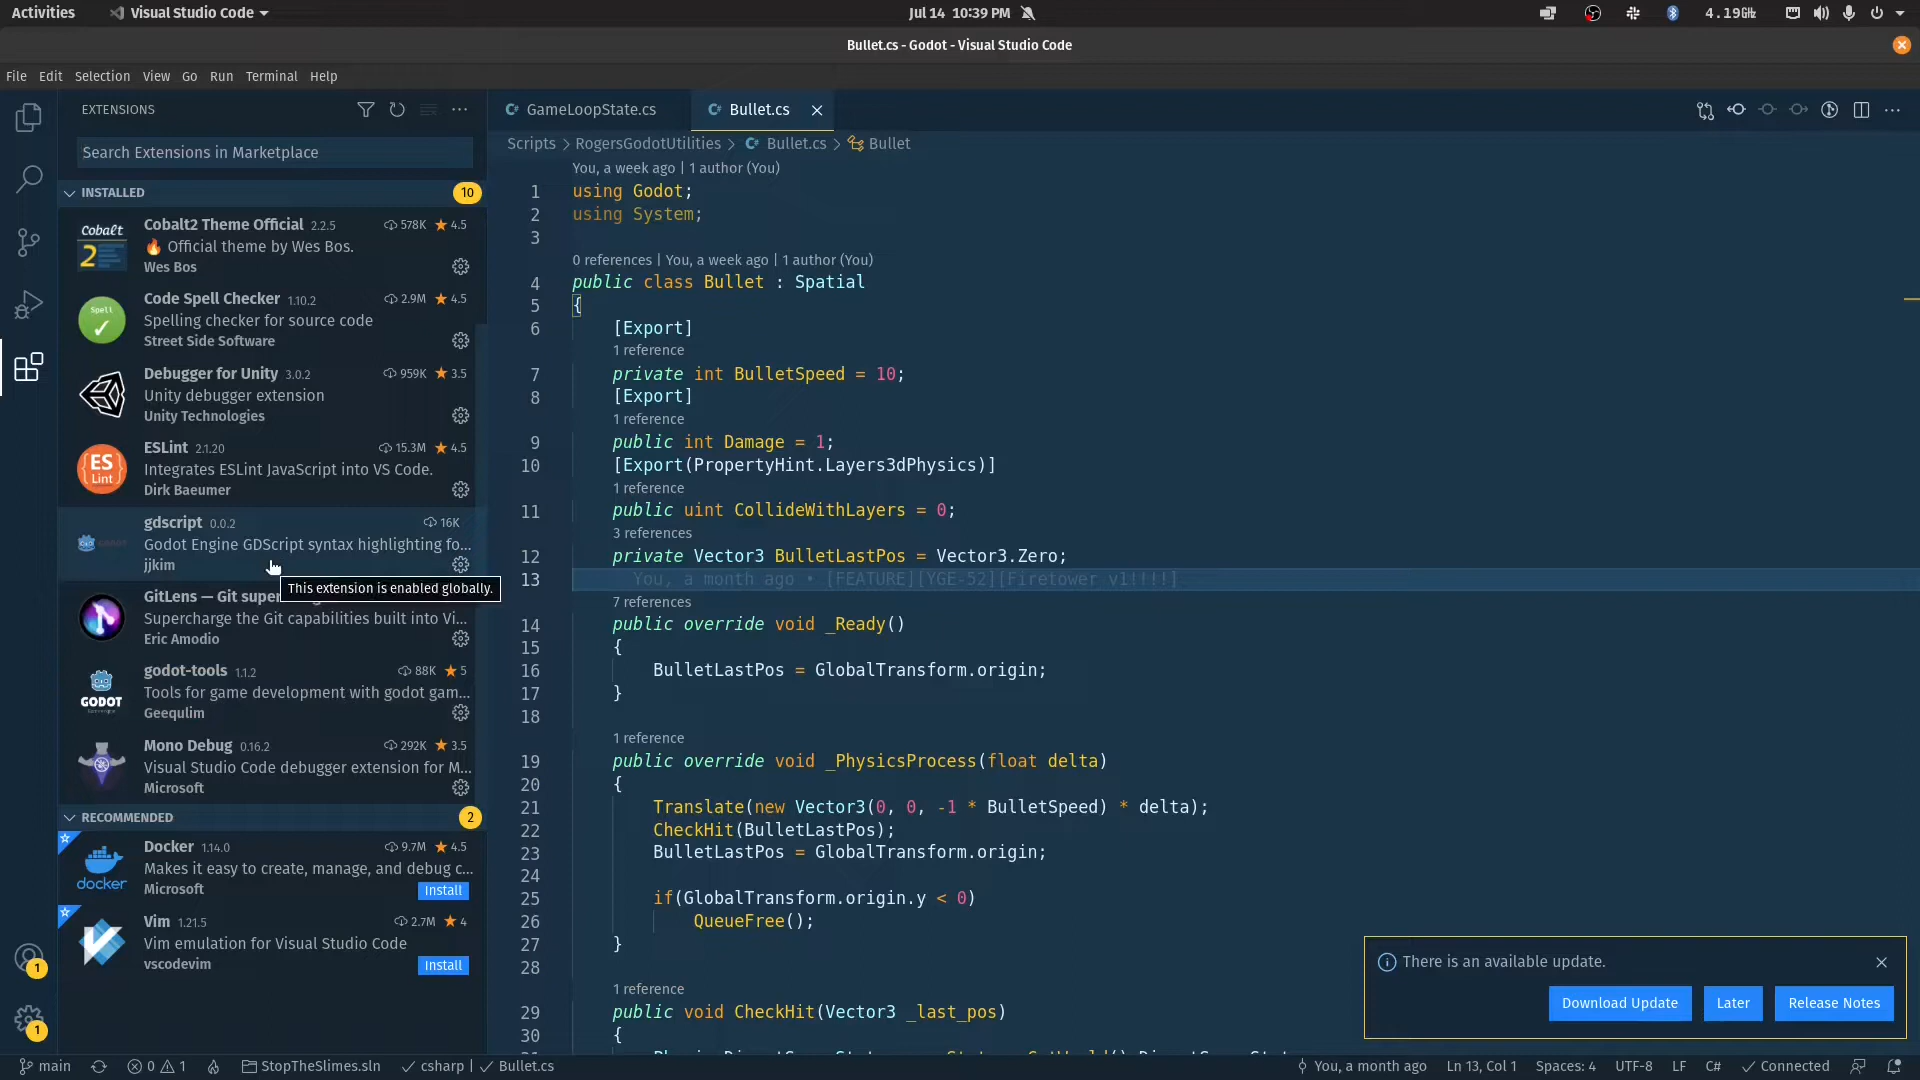 Activities
Visual Studio Code
Jul 14 10:39 PM
4.19GHz
Bullet.cs - Godot - Visual Studio Code
File Edit Selection View Go Run Terminal Help
EXTENSIONS
Search Extensions in Marketplace
INSTALLED 10
Cobalt2 Theme Official 2.2.5 578K 4.5
Cobalt 2
Official theme by Wes Bos.
Wes Bos
Code Spell Checker 1.10.2 2.9M 4.5
Spell
Spelling checker for source code
Street Side Software
Debugger for Unity 3.0.2 959K 3.5
Unity debugger extension
Unity Technologies
ESLint 2.1.20 15.3M 4.5
ES Lint
Integrates ESLint JavaScript into VS Code.
Dirk Baeumer
gdscript 0.0.2 16K
Godot Engine GDScript syntax highlighting fo...
jjkim
This extension is enabled globally.
GitLens — Git super
Supercharge the Git capabilities built into Vi...
Eric Amodio
godot-tools 1.1.2 88K 5
GODOT
Tools for game development with godot gam...
Geequlim
Mono Debug 0.16.2 292K 3.5
Visual Studio Code debugger extension for M...
Microsoft
RECOMMENDED 2
Docker 1.14.0 9.7M 4.5
docker
Makes it easy to create, manage, and debug c...
Microsoft
Install
Vim 1.21.5 2.7M 4
Vim emulation for Visual Studio Code
vscodevim
Install
1
1
GameLoopState.cs
Bullet.cs
Scripts > RogersGodotUtilities > Bullet.cs > Bullet
You, a week ago | 1 author (You)
1 using Godot;
2 using System;
3
0 references | You, a week ago | 1 author (You)
4 public class Bullet : Spatial
5 {
6 [Export]
1 reference
7 private int BulletSpeed = 10;
8 [Export]
1 reference
9 public int Damage = 1;
10 [Export(PropertyHint.Layers3dPhysics)]
1 reference
11 public uint CollideWithLayers = 0;
3 references
12 private Vector3 BulletLastPos = Vector3.Zero;
13 You, a month ago • [FEATURE][YGE-52][Firetower v1!!!!]
7 references
14 public override void _Ready()
15 {
16 BulletLastPos = GlobalTransform.origin;
17 }
18
1 reference
19 public override void _PhysicsProcess(float delta)
20 {
21 Translate(new Vector3(0, 0, -1 * BulletSpeed) * delta);
22 CheckHit(BulletLastPos);
23 BulletLastPos = GlobalTransform.origin;
24
25 if(GlobalTransform.origin.y < 0)
26 QueueFree();
27 }
28
1 reference
29 public void CheckHit(Vector3 _last_pos)
30 {
There is an available update.
Download Update
Later
Release Notes
main
0 1
StopTheSlimes.sln
csharp | Bullet.cs
You, a month ago
Ln 13, Col 1
Spaces: 4
UTF-8
LF
C#
Connected